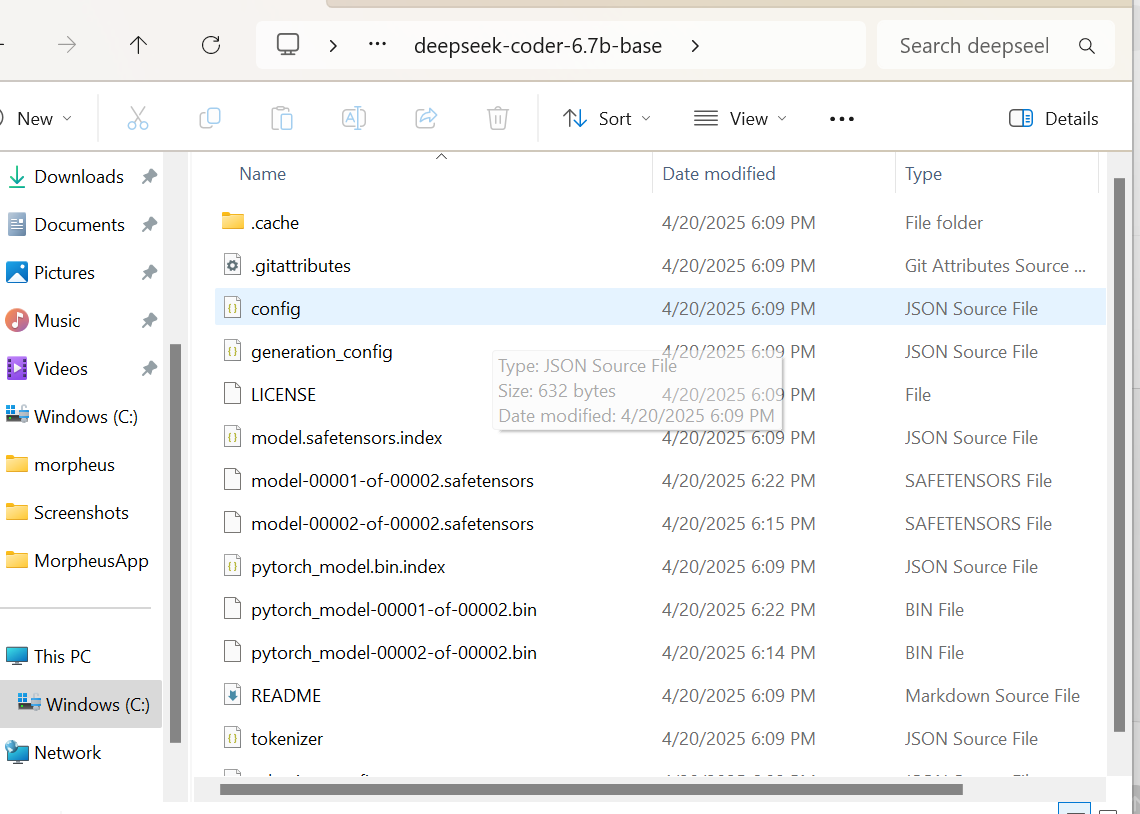 deepseek-coder-6.7b-base
Search deepseel
New
Sort
View
Details
Downloads
Documents
Pictures
Music
Videos
Windows (C:)
morpheus
Screenshots
MorpheusApp
This PC
Windows (C:)
Network
Name Date modified Type
.cache 4/20/2025 6:09 PM File folder
.gitattributes 4/20/2025 6:09 PM Git Attributes Source ...
config 4/20/2025 6:09 PM JSON Source File
generation_config 4/20/2025 6:09 PM JSON Source File
Type: JSON Source File
Size: 632 bytes
Date modified: 4/20/2025 6:09 PM
LICENSE 4/20/2025 6:09 PM File
model.safetensors.index 4/20/2025 6:09 PM JSON Source File
model-00001-of-00002.safetensors 4/20/2025 6:22 PM SAFETENSORS File
model-00002-of-00002.safetensors 4/20/2025 6:15 PM SAFETENSORS File
pytorch_model.bin.index 4/20/2025 6:09 PM JSON Source File
pytorch_model-00001-of-00002.bin 4/20/2025 6:22 PM BIN File
pytorch_model-00002-of-00002.bin 4/20/2025 6:14 PM BIN File
README 4/20/2025 6:09 PM Markdown Source File
tokenizer 4/20/2025 6:09 PM JSON Source File